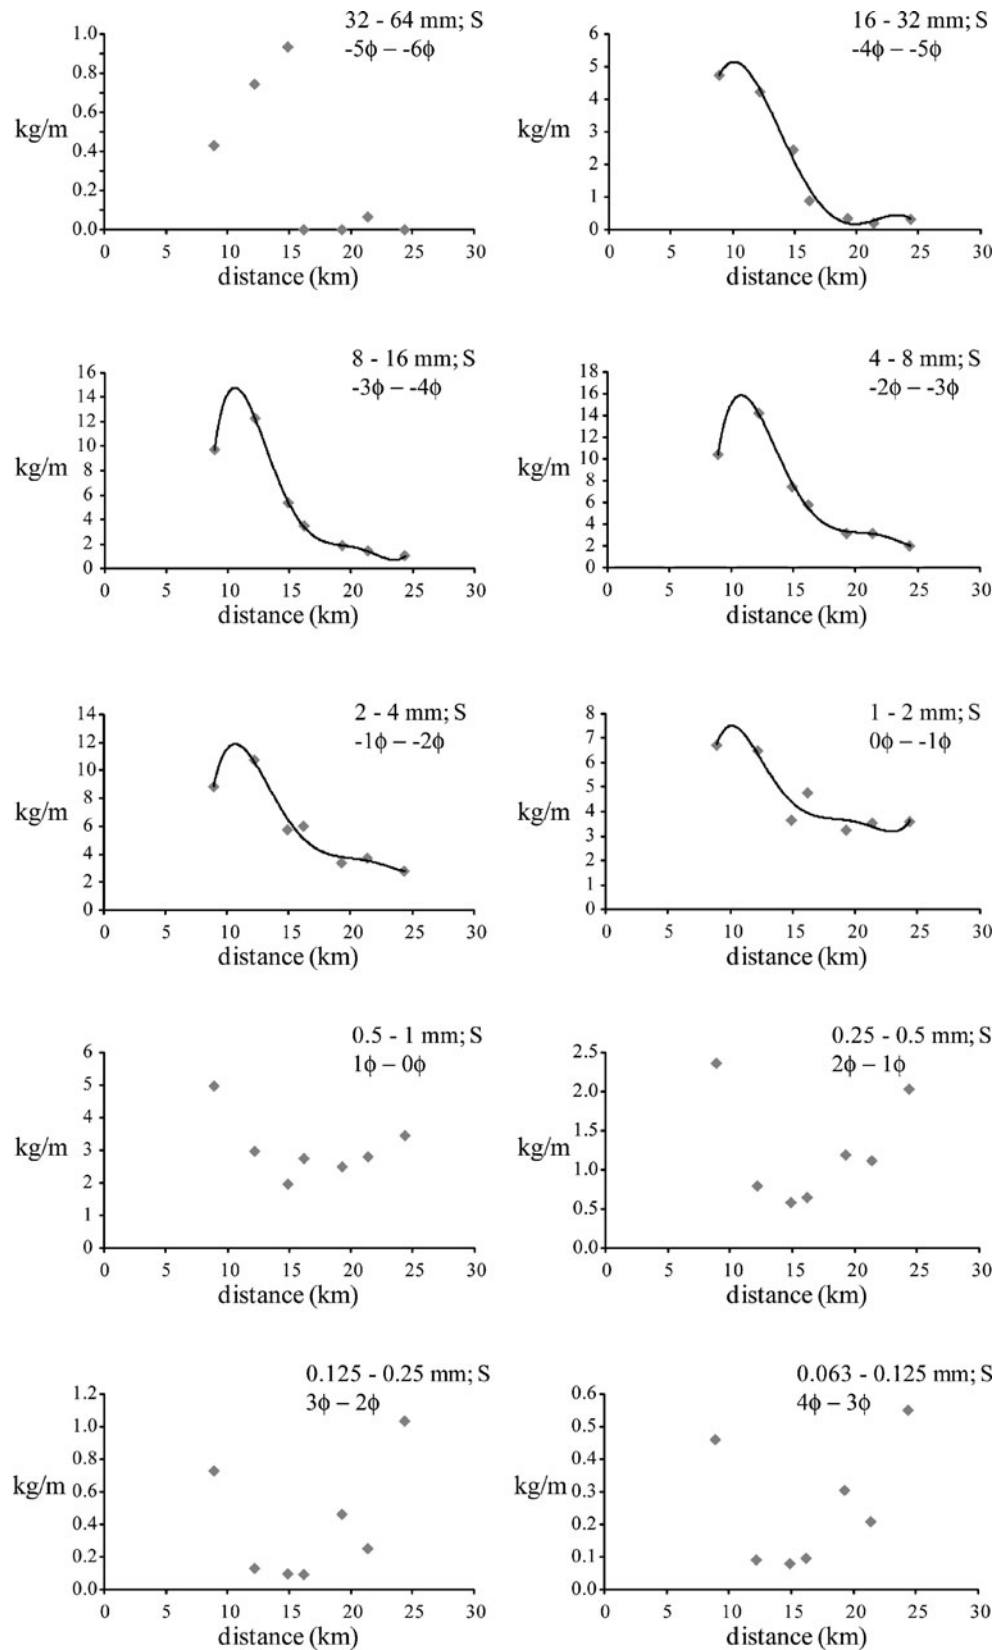 32 - 64 mm; S
-5ϕ – -6ϕ
1.0
0.8
0.6
kg/m
0.4
0.2
0.0
0 5 10 15 20 25 30
distance (km)
16 - 32 mm; S
-4ϕ – -5ϕ
6
5
4
kg/m
3
2
1
0
0 5 10 15 20 25 30
distance (km)
8 - 16 mm; S
-3ϕ – -4ϕ
16
14
12
10
kg/m
8
6
4
2
0
0 5 10 15 20 25 30
distance (km)
4 - 8 mm; S
-2ϕ – -3ϕ
18
16
14
12
10
kg/m
8
6
4
2
0
0 5 10 15 20 25 30
distance (km)
2 - 4 mm; S
-1ϕ – -2ϕ
14
12
10
8
kg/m
6
4
2
0
0 5 10 15 20 25 30
distance (km)
1 - 2 mm; S
0ϕ – -1ϕ
8
7
6
5
kg/m
4
3
2
1
0
0 5 10 15 20 25 30
distance (km)
0.5 - 1 mm; S
1ϕ – 0ϕ
6
5
4
kg/m
3
2
1
0
0 5 10 15 20 25 30
distance (km)
0.25 - 0.5 mm; S
2ϕ – 1ϕ
2.5
2.0
1.5
kg/m
1.0
0.5
0.0
0 5 10 15 20 25 30
distance (km)
0.125 - 0.25 mm; S
3ϕ – 2ϕ
1.2
1.0
0.8
kg/m
0.6
0.4
0.2
0.0
0 5 10 15 20 25 30
distance (km)
0.063 - 0.125 mm; S
4ϕ – 3ϕ
0.6
0.5
0.4
kg/m
0.3
0.2
0.1
0.0
0 5 10 15 20 25 30
distance (km)